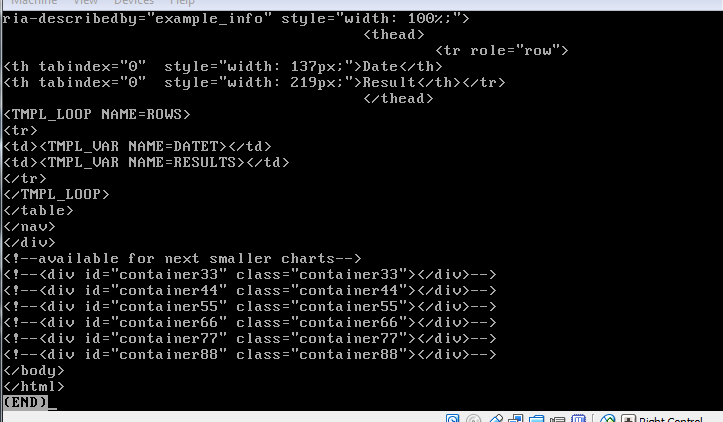 Machine View Devices Help
ria-describedby="example_info" style="width: 100%;">
<thead>
<tr role="row">
<th tabindex="0"  style="width: 137px;">Date</th>
<th tabindex="0"  style="width: 219px;">Result</th></tr>
</thead>
<TMPL_LOOP NAME=ROWS>
<tr>
<td><TMPL_VAR NAME=DATET></td>
<td><TMPL_VAR NAME=RESULTS></td>
</tr>
</TMPL_LOOP>
</table>
</nav>
</div>
<!--available for next smaller charts-->
<!--<div id="container33" class="container33"></div>-->
<!--<div id="container44" class="container44"></div>-->
<!--<div id="container55" class="container55"></div>-->
<!--<div id="container66" class="container66"></div>-->
<!--<div id="container77" class="container77"></div>-->
<!--<div id="container88" class="container88"></div>-->
</body>
</html>
(END)
Right Control